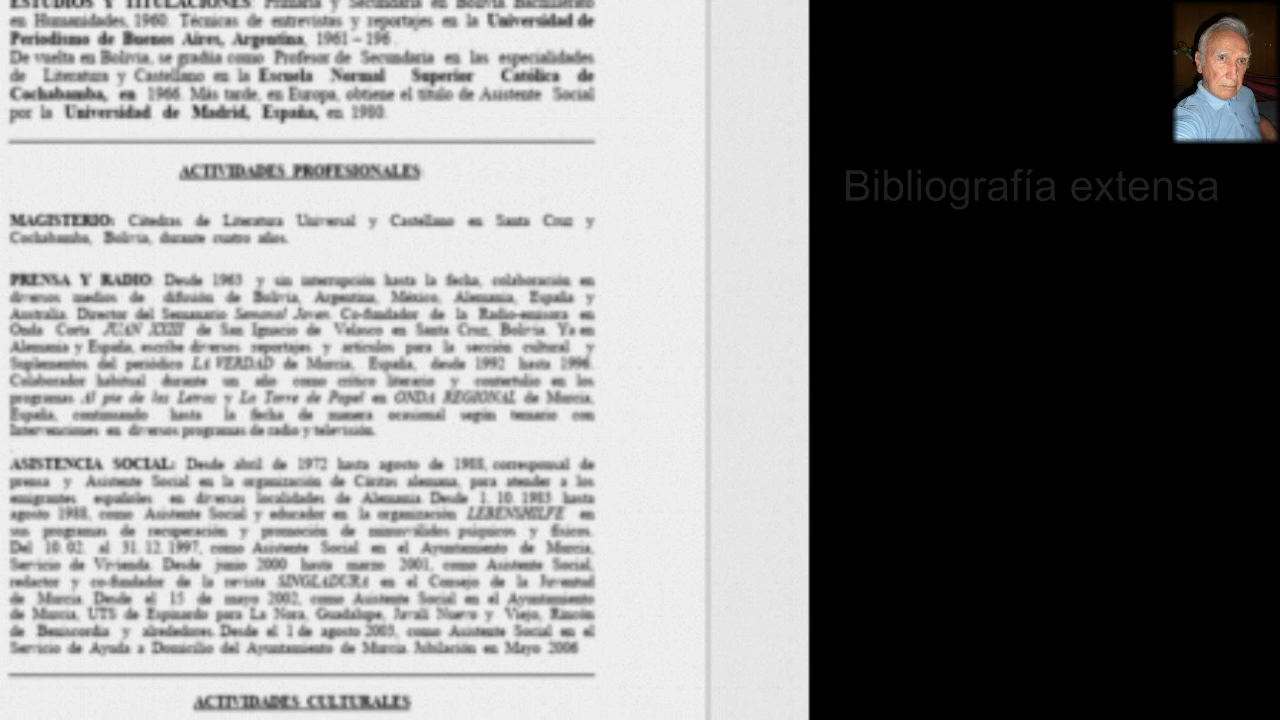 ESTUDIOS Y TITULACIONES: Primaria y Secundaria en Bolivia. Bachillerato
en Humanidades, 1960. Técnicas de entrevistas y reportajes en la Universidad de
Periodismo de Buenos Aires, Argentina, 1961 – 196 .
De vuelta en Bolivia, se gradúa como Profesor de Secundaria en las especialidades
de Literatura y Castellano en la Escuela Normal Superior Católica de
Cochabamba, en 1966. Más tarde, en Europa, obtiene el título de Asistente Social
por la Universidad de Madrid, España, en 1980.
ACTIVIDADES PROFESIONALES
MAGISTERIO: Cátedras de Literatura Universal y Castellano en Santa Cruz y
Cochabamba, Bolivia, durante cuatro años.
PRENSA Y RADIO: Desde 1963 y sin interrupción hasta la fecha, colaboración en
diversos medios de difusión de Bolivia, Argentina, México, Alemania, España y
Australia. Director del Semanario Semanal Joven. Co-fundador de la Radio-emisora en
Onda Corta JUAN XXIII de San Ignacio de Velasco en Santa Cruz, Bolivia. Ya en
Alemania y España, escribe diversos reportajes y artículos para la sección cultural y
Suplementos del periódico LA VERDAD de Murcia, España, desde 1992 hasta 1996.
Colaborador habitual durante un año como crítico literario y contertulio en los
programas Al pie de las Letras y La Torre de Papel en ONDA REGIONAL de Murcia,
España, continuando hasta la fecha de manera ocasional según temario con
Intervenciones en diversos programas de radio y televisión.
ASISTENCIA SOCIAL: Desde abril de 1972 hasta agosto de 1988, corresponsal de
prensa y Asistente Social en la organización de Cáritas alemana, para atender a los
emigrantes españoles en diversas localidades de Alemania. Desde 1. 10. 1983 hasta
agosto 1988, como Asistente Social y educador en la organización LEBENSHILFE en
sus programas de recuperación y promoción de minusválidos psíquicos y físicos.
Del 10. 02. al 31. 12. 1997, como Asistente Social en el Ayuntamiento de Murcia,
Servicio de Vivienda. Desde junio 2000 hasta marzo 2001, como Asistente Social,
redactor y co-fundador de la revista SINGLADURA en el Consejo de la Juventud
de Murcia. Desde el 15 de mayo 2002, como Asistente Social en el Ayuntamiento
de Murcia, UTS de Espinardo para La Ñora, Guadalupe, Javalí Nuevo y Viejo, Rincón
de Beniscornia y alrededores. Desde el 1 de agosto 2003, como Asistente Social en el
Servicio de Ayuda a Domicilio del Ayuntamiento de Murcia. Jubilación en Mayo 2006
ACTIVIDADES CULTURALES
Bibliografía extensa